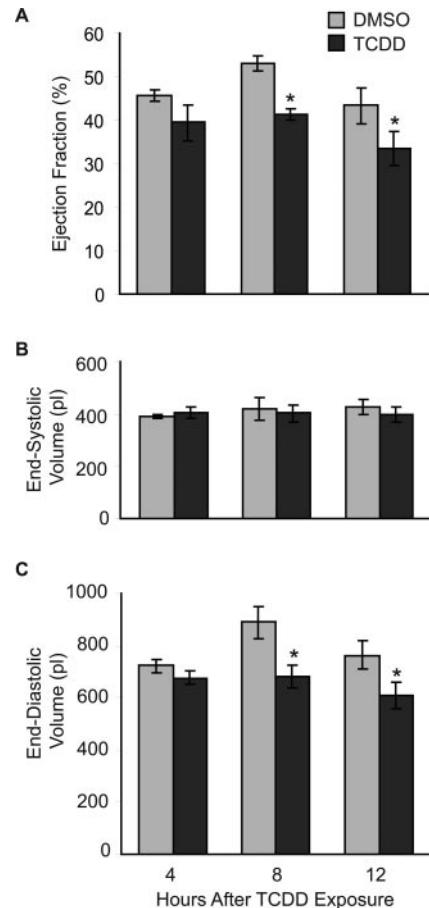 A
DMSO
TCDD
Ejection Fraction (%)
60
50
40
30
20
10
0
*
*
B
End-Systolic
Volume (pl)
600
400
200
0
C
End-Diastolic
Volume (pl)
1000
800
600
400
200
0
*
*
4 8 12
Hours After TCDD Exposure